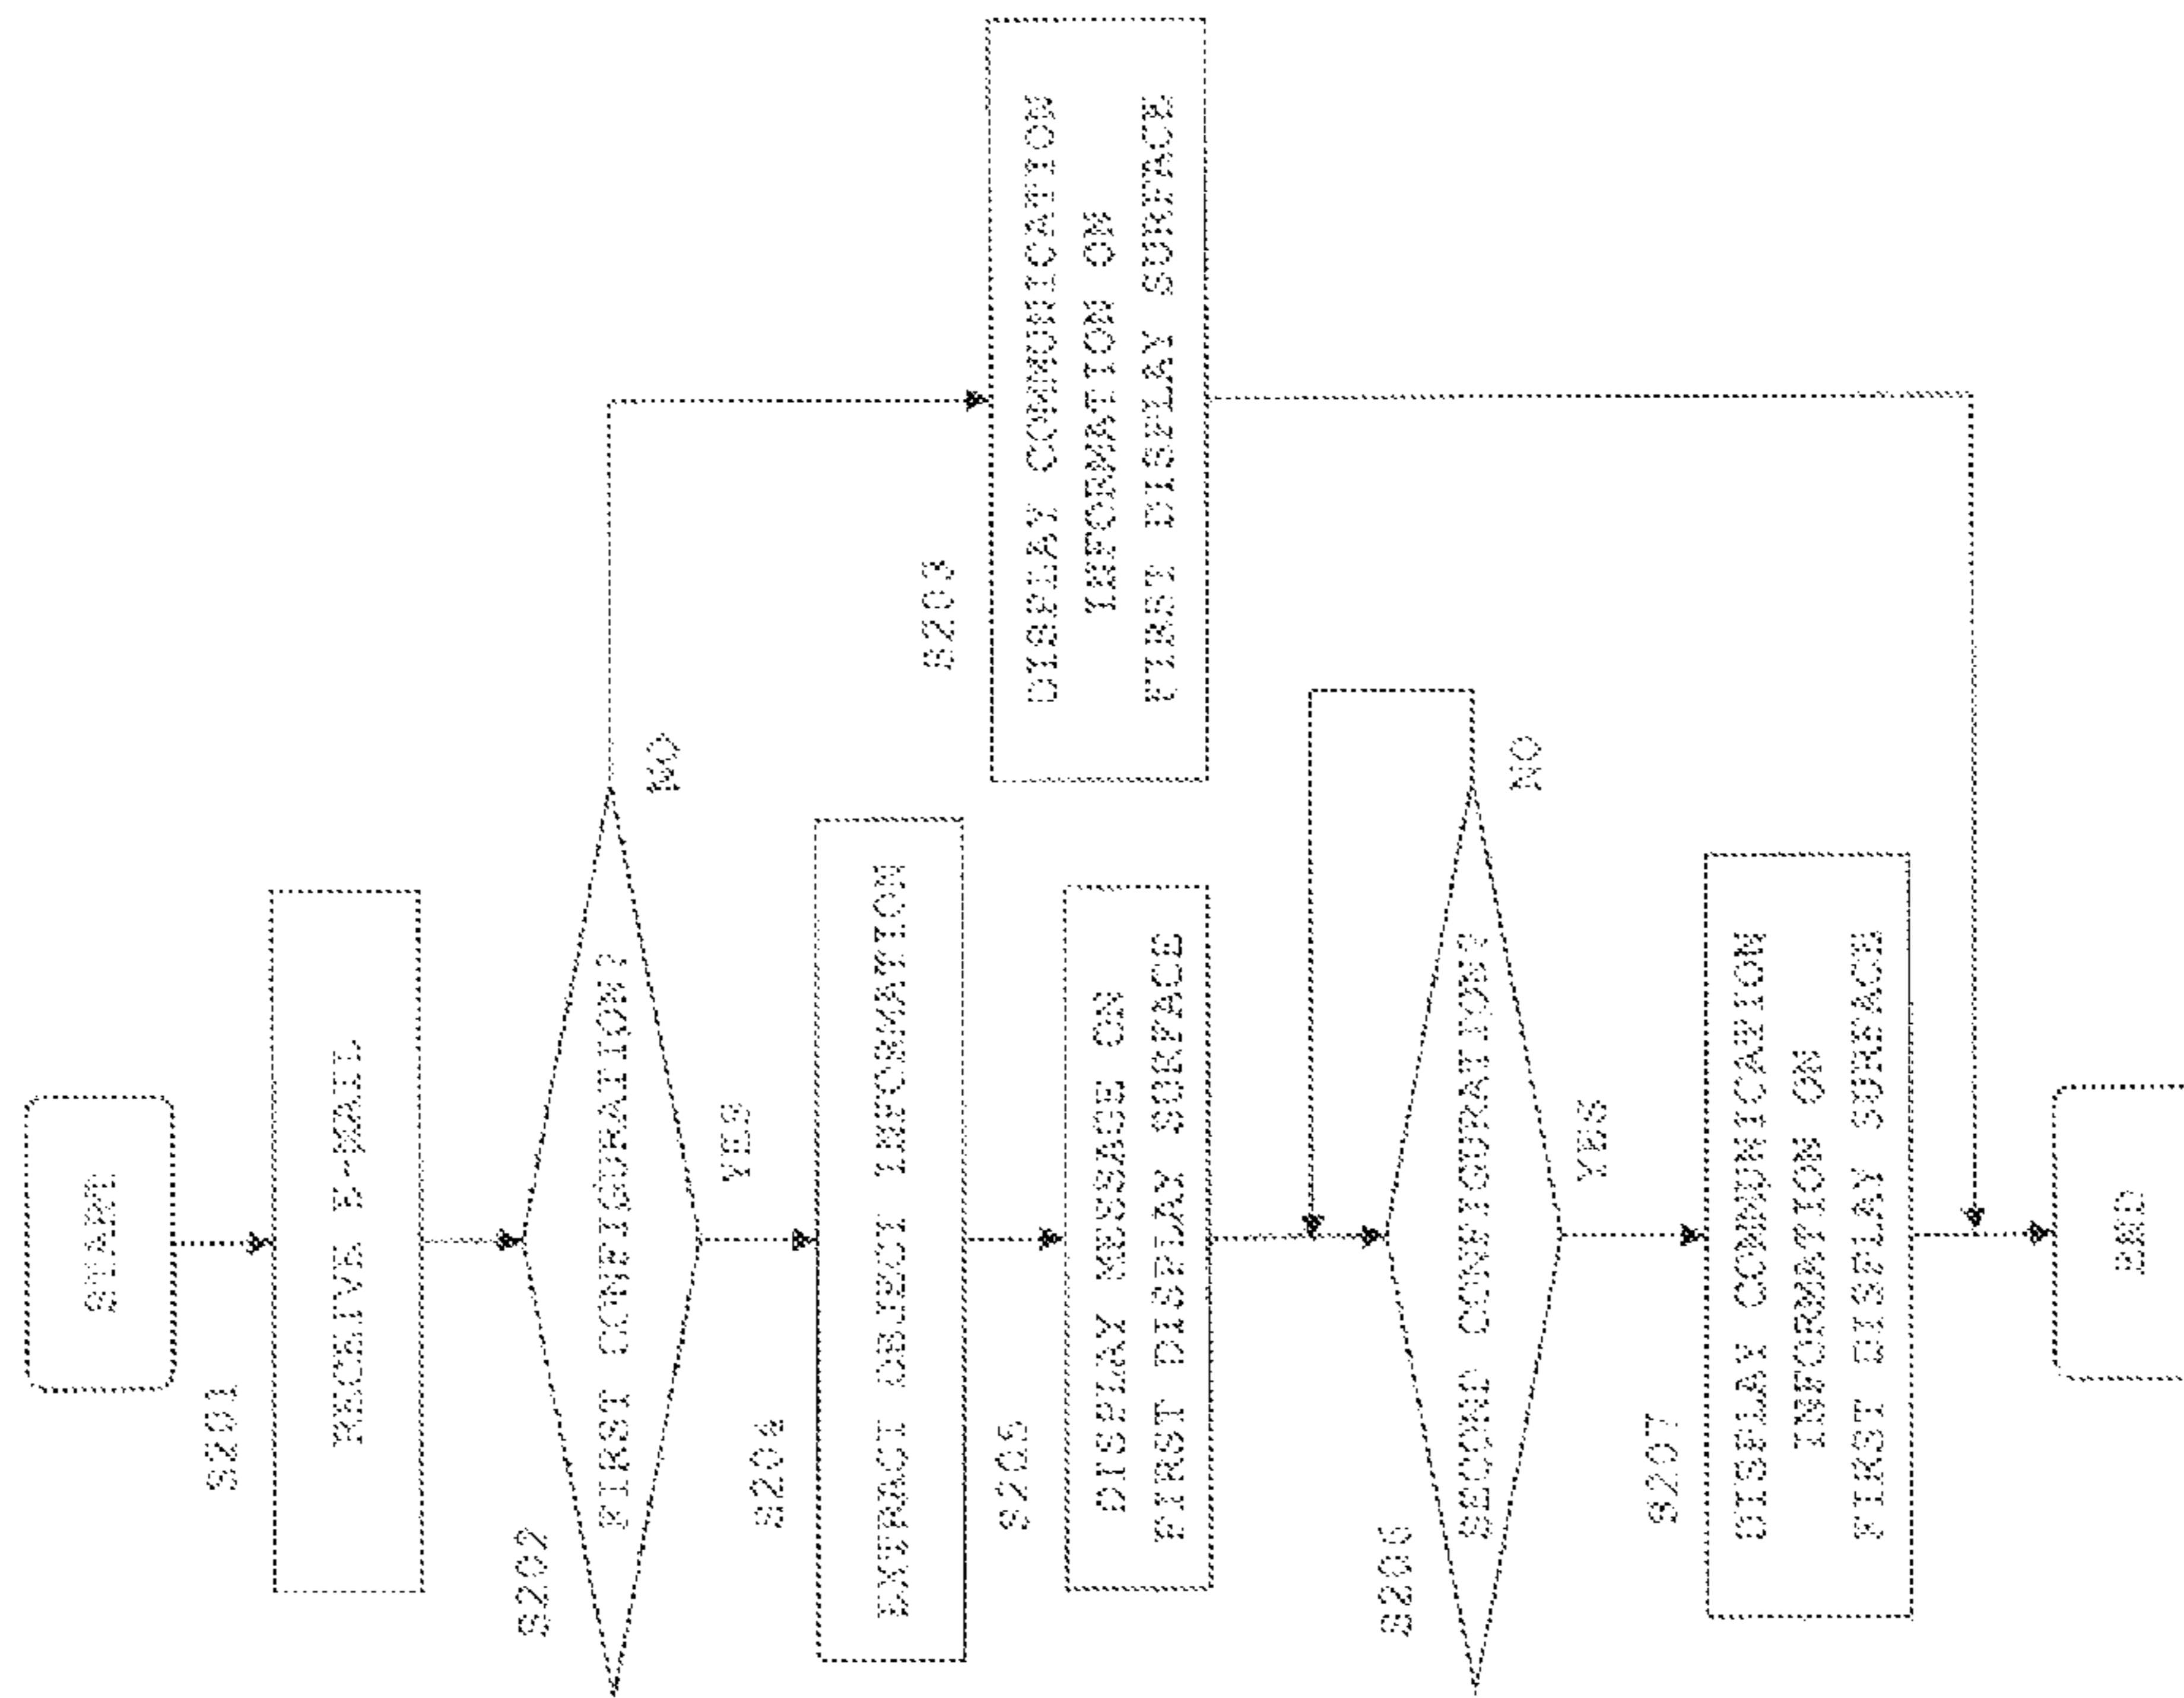 START
S201
RECEIVE E-MAIL
S202
FIRST CONFIGURATION?
NO
YES
S203
DISPLAY COMMUNICATION
INFORMATION ON
FIRST DISPLAY SURFACE
S204
EXTRACT OBJECT INFORMATION
S205
DISPLAY MESSAGE ON
FIRST DISPLAY SURFACE
S206
SECOND CONFIGURATION?
NO
YES
S207
DISPLAY COMMUNICATION
INFORMATION ON
FIRST DISPLAY SURFACE
END